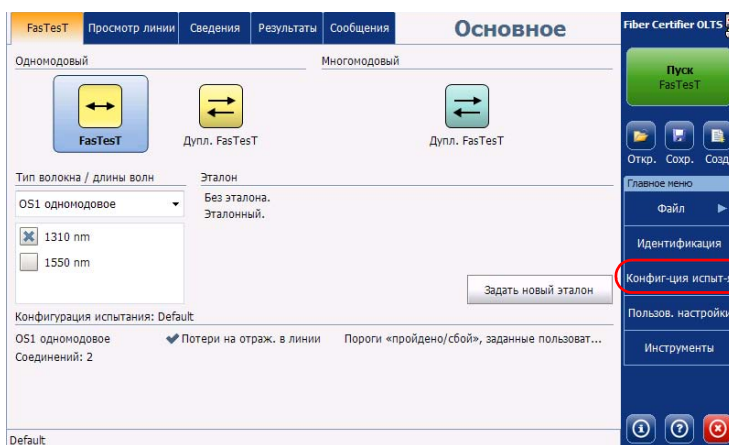 FasTesT Просмотр линии Сведения Результаты Сообщения Основное
Fiber Certifier OLTS
Одномодовый Многомодовый
FasTesT Дупл. FasTesT Дупл. FasTesT
Пуск
FasTesT
Откр. Сохр. Созд
Тип волокна / длины волн Эталон
OS1 одномодовое Без эталона.
Эталонный.
1310 nm
1550 nm
Задать новый эталон
Конфигурация испытания: Default
OS1 одномодовое Потери на отраж. в линии Пороги «пройдено/сбой», заданные пользоват...
Соединений: 2
Default
Главное меню
Файл
Идентификация
Конфиг-ция испыт-я
Пользов. настройки
Инструменты